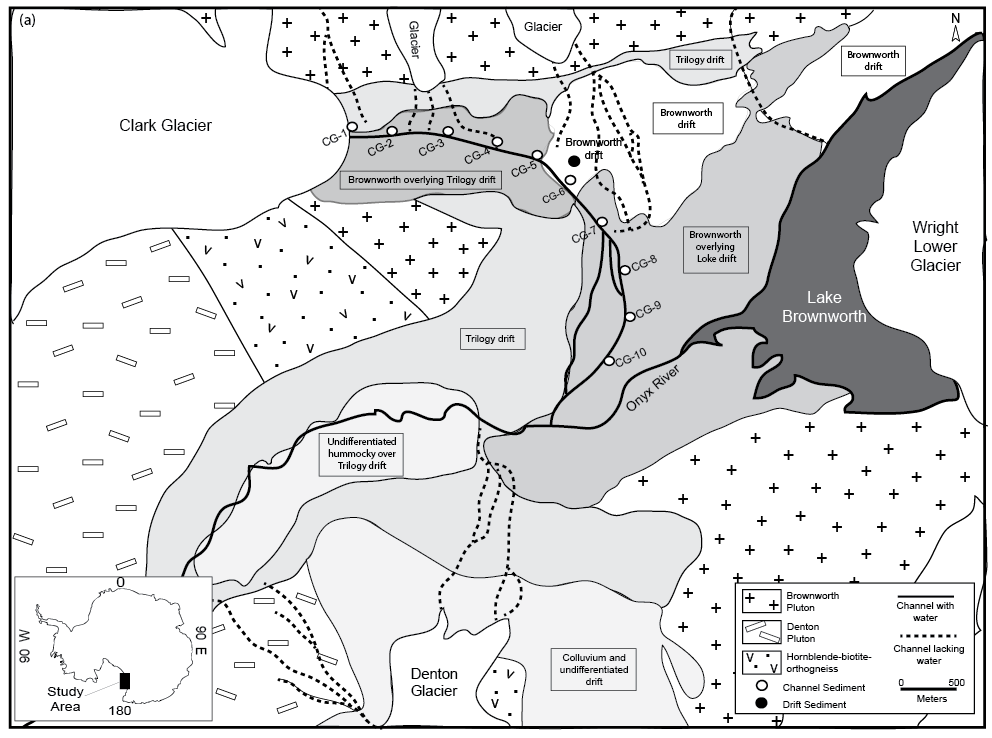 (a)
N
Glacier
Glacier
Trilogy drift
Brownworth
drift
Clark Glacier
Brownworth
drift
CG-1
CG-2
CG-3
CG-4
CG-5
Brownworth
drift
CG-6
Brownworth overlying Trilogy drift
CG-7
Brownworth
overlying
Loke drift
Wright
Lower
Glacier
CG-8
Lake
Brownworth
CG-9
Trilogy drift
CG-10
Onyx River
Undifferentiated
hummocky over
Trilogy drift
Denton
Glacier
Colluvium and
undifferentiated
drift
0
90 W
90 E
Study
Area
180
Brownworth
Pluton
Denton
Pluton
Hornblende-biotite-
orthogneiss
Channel Sediment
Drift Sediment
Channel with
water
Channel lacking
water
0 500
Meters